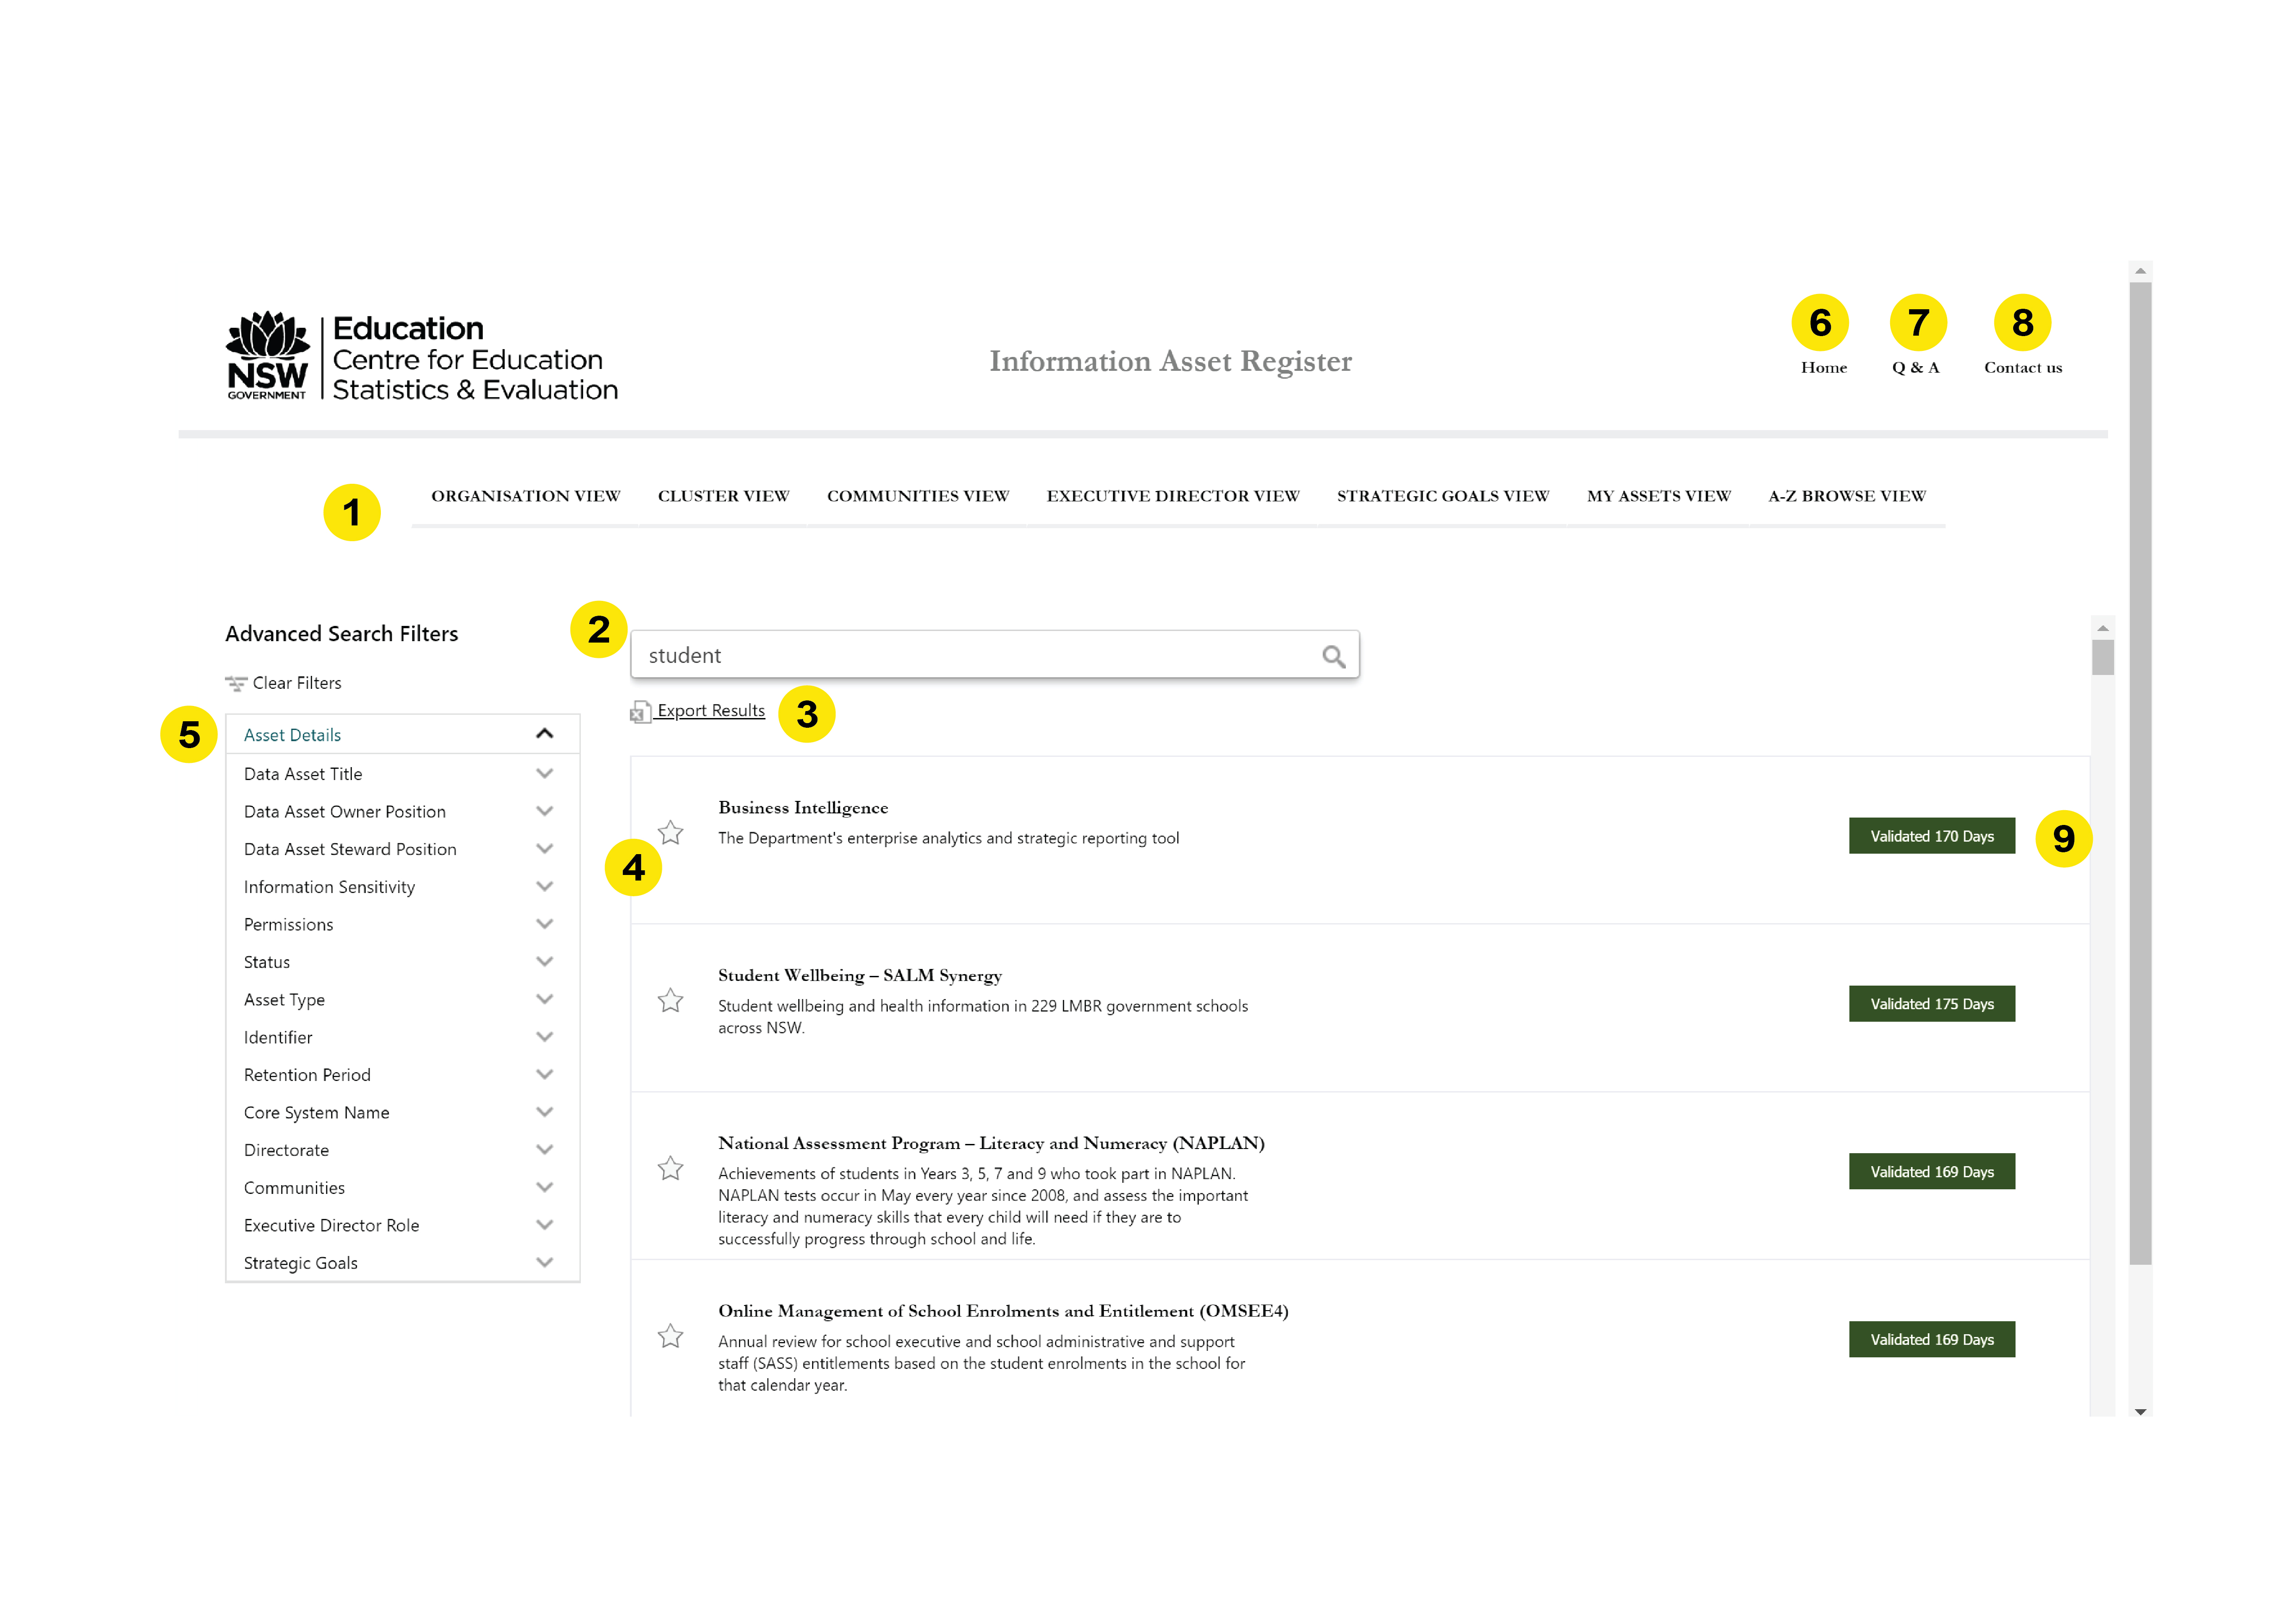 NSW
GOVERNMENT
Education
Centre for Education
Statistics & Evaluation
Information Asset Register
6
7
8
Home
Q & A
Contact us
1
ORGANISATION VIEW
CLUSTER VIEW
COMMUNITIES VIEW
EXECUTIVE DIRECTOR VIEW
STRATEGIC GOALS VIEW
MY ASSETS VIEW
A-Z BROWSE VIEW
Advanced Search Filters
Clear Filters
5
Asset Details
Data Asset Title
Data Asset Owner Position
Data Asset Steward Position
Information Sensitivity
Permissions
Status
Asset Type
Identifier
Retention Period
Core System Name
Directorate
Communities
Executive Director Role
Strategic Goals
2
student
Export Results
3
4
Business Intelligence
The Department's enterprise analytics and strategic reporting tool
Validated 170 Days
9
Student Wellbeing – SALM Synergy
Student wellbeing and health information in 229 LMBR government schools
across NSW.
Validated 175 Days
National Assessment Program – Literacy and Numeracy (NAPLAN)
Achievements of students in Years 3, 5, 7 and 9 who took part in NAPLAN.
NAPLAN tests occur in May every year since 2008, and assess the important
literacy and numeracy skills that every child will need if they are to
successfully progress through school and life.
Validated 169 Days
Online Management of School Enrolments and Entitlement (OMSEE4)
Annual review for school executive and school administrative and support
staff (SASS) entitlements based on the student enrolments in the school for
that calendar year.
Validated 169 Days